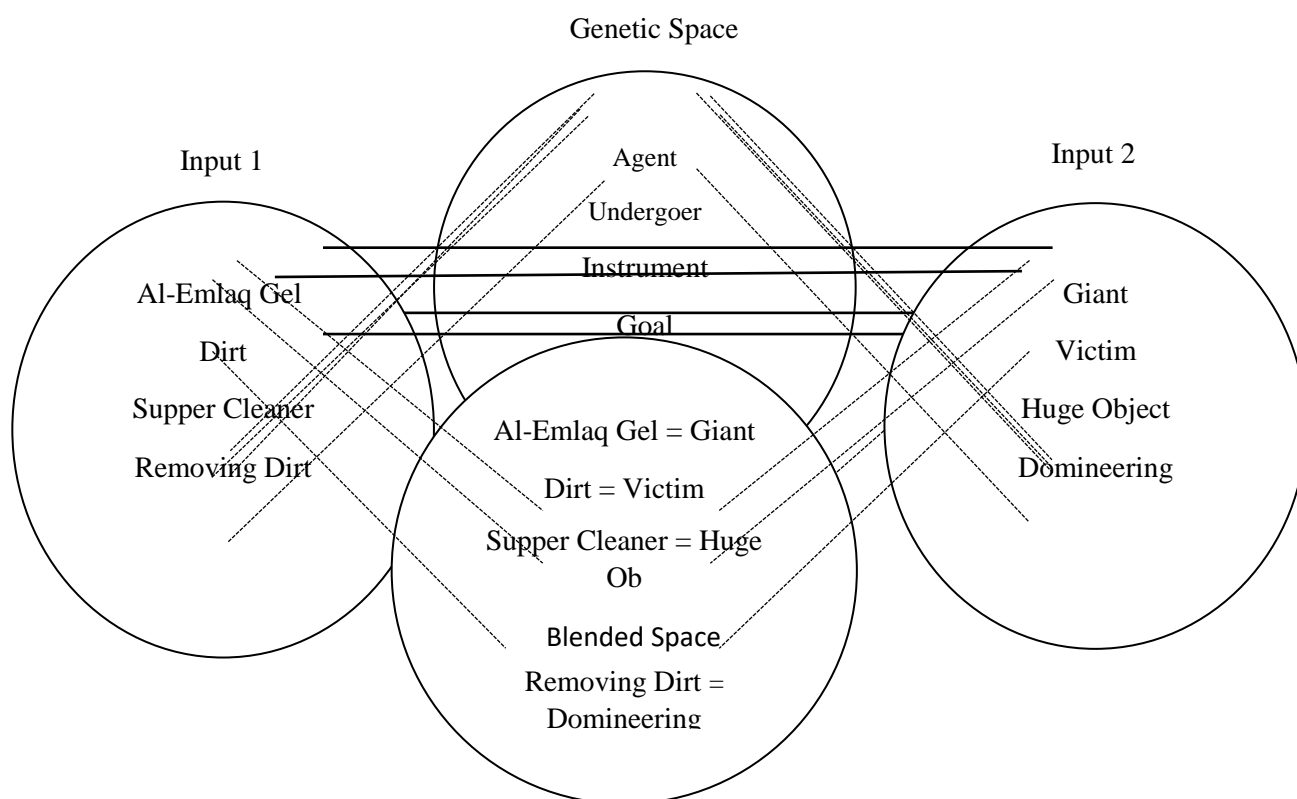 Genetic Space
Agent
Undergoer
Instrument
Goal
Input 1
Al-Emlaq Gel
Dirt
Supper Cleaner
Removing Dirt
Input 2
Giant
Victim
Huge Object
Domineering
Al-Emlaq Gel = Giant
Dirt = Victim
Supper Cleaner = Huge
Ob
Blended Space
Removing Dirt =
Domineering